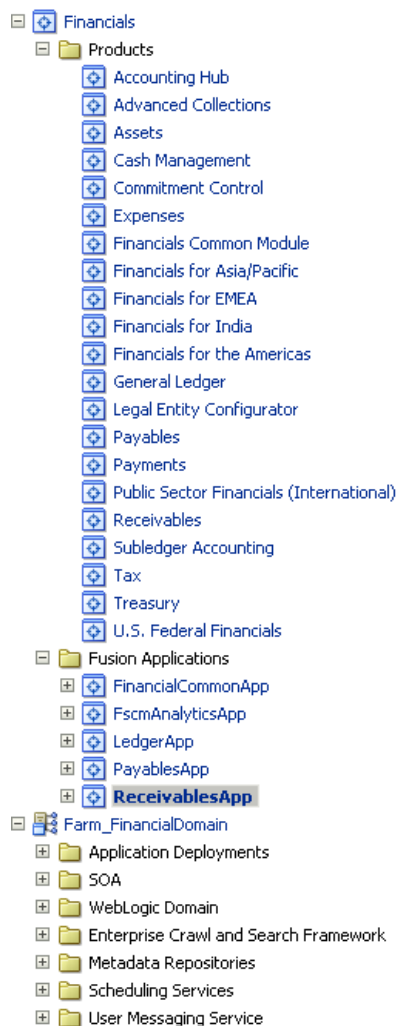 Financials
Products
Accounting Hub
Advanced Collections
Assets
Cash Management
Commitment Control
Expenses
Financials Common Module
Financials for Asia/Pacific
Financials for EMEA
Financials for India
Financials for the Americas
General Ledger
Legal Entity Configurator
Payables
Payments
Public Sector Financials (International)
Receivables
Subledger Accounting
Tax
Treasury
U.S. Federal Financials
Fusion Applications
FinancialCommonApp
FscmAnalyticsApp
LedgerApp
PayablesApp
ReceivablesApp
Farm_FinancialDomain
Application Deployments
SOA
WebLogic Domain
Enterprise Crawl and Search Framework
Metadata Repositories
Scheduling Services
User Messaging Service